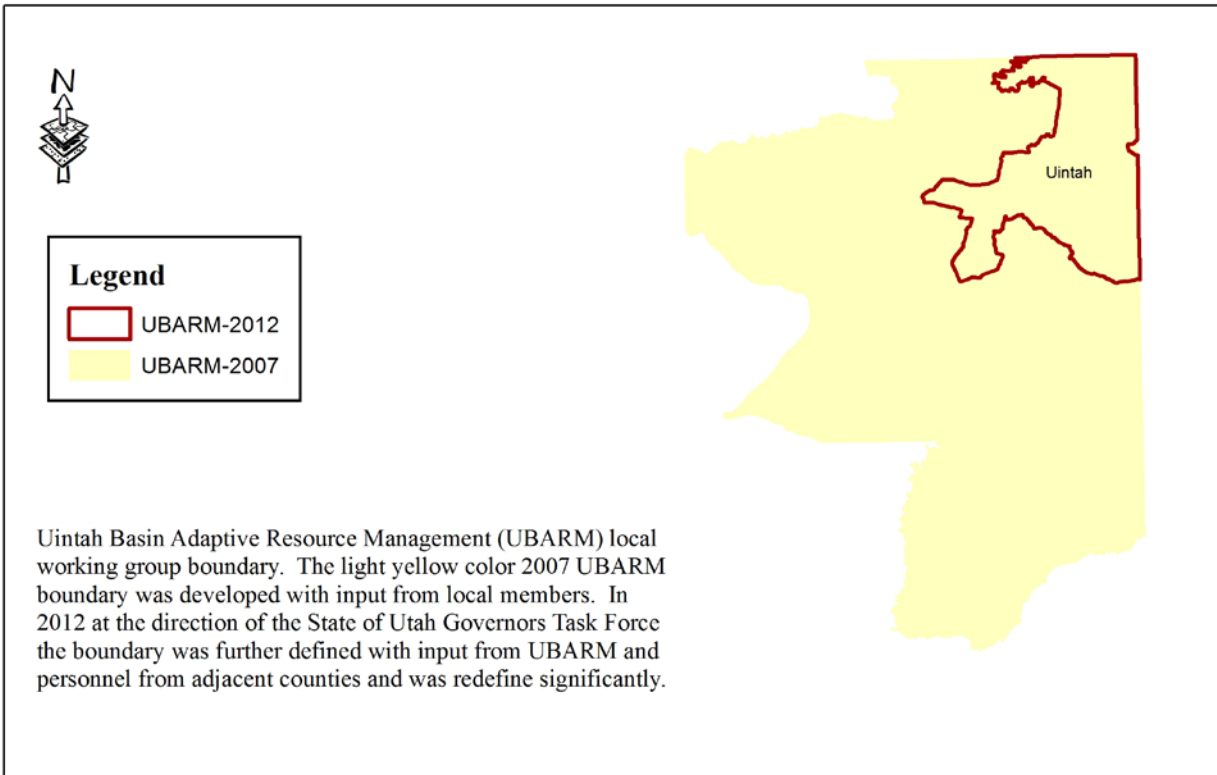 N
Uintah
Legend
UBARM-2012
UBARM-2007
Uintah Basin Adaptive Resource Management (UBARM) local
working group boundary.  The light yellow color 2007 UBARM
boundary was developed with input from local members.  In
2012 at the direction of the State of Utah Governors Task Force
the boundary was further defined with input from UBARM and
personnel from adjacent counties and was redefine significantly.